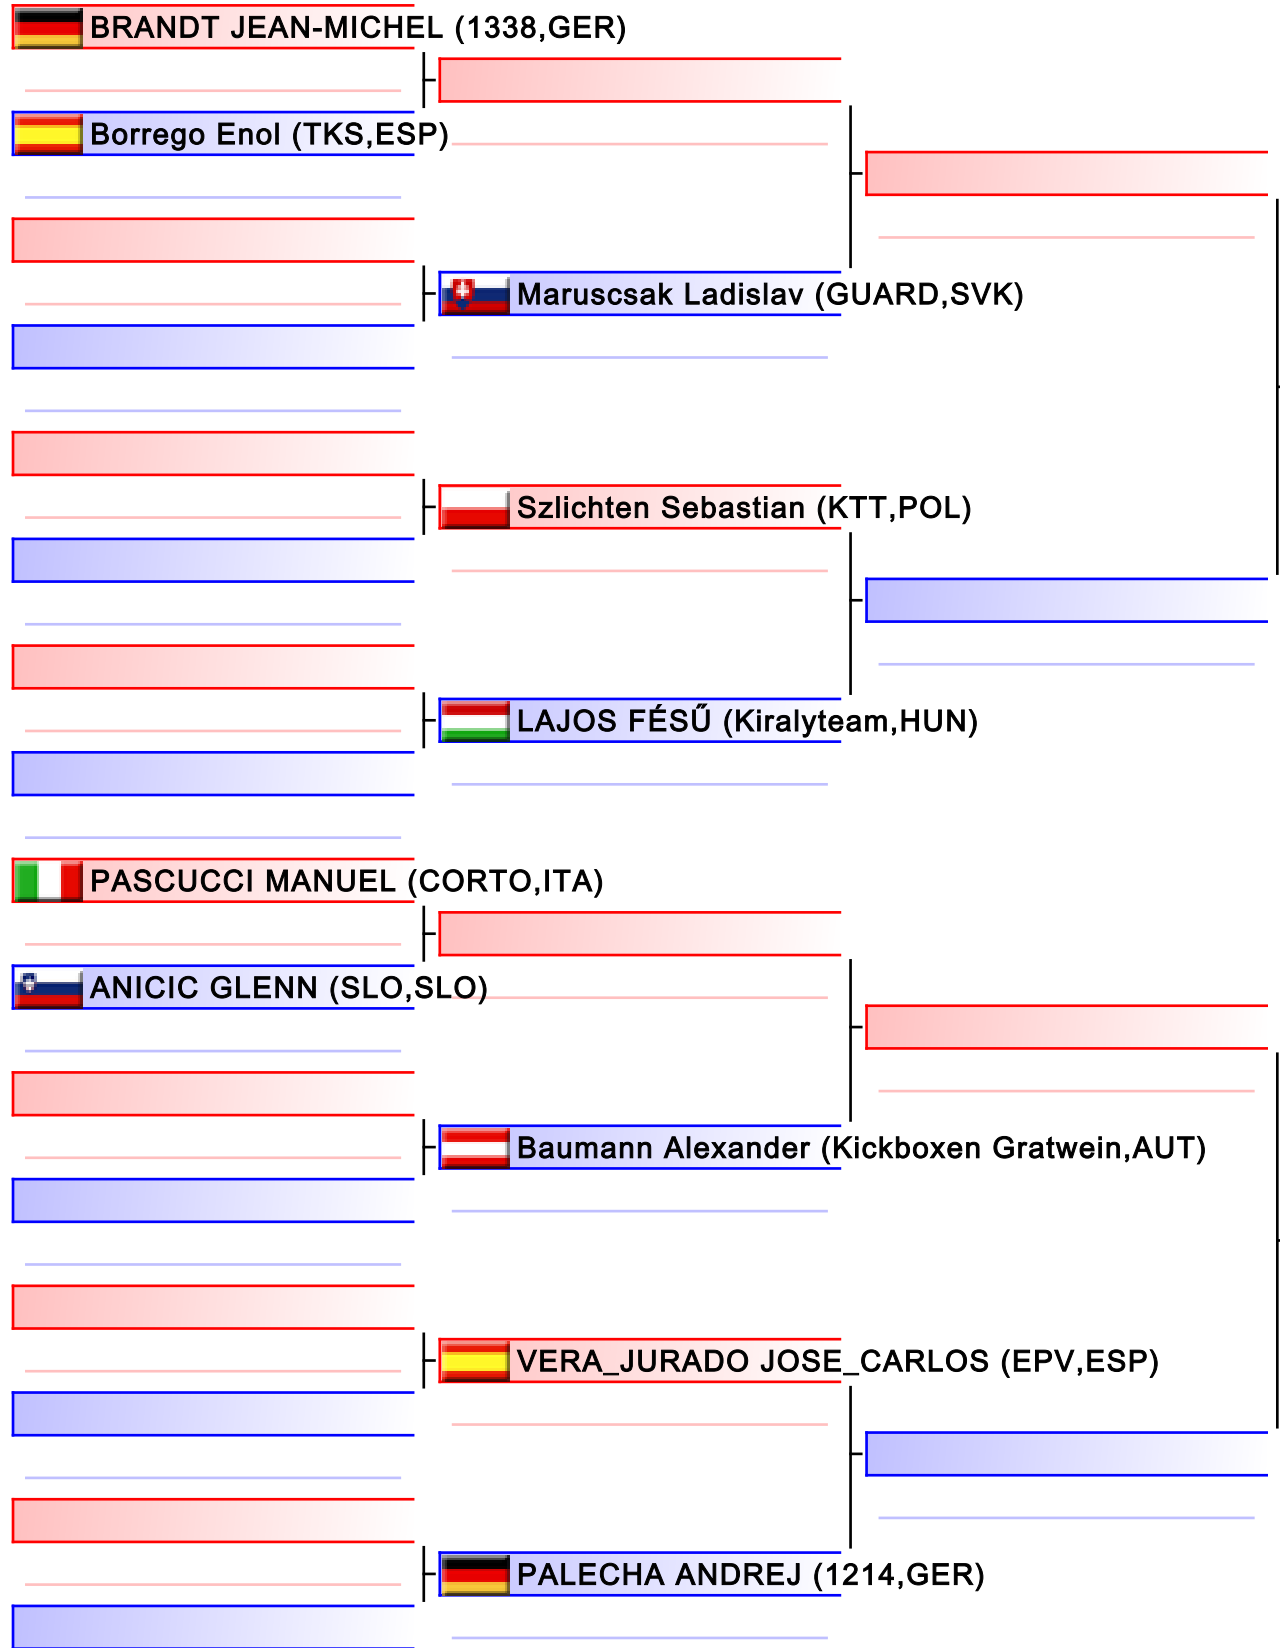 BRANDT JEAN-MICHEL (1338,GER)
Borrego Enol (TKS,ESP)
Maruscsak Ladislav (GUARD,SVK)
Szlichten Sebastian (KTT,POL)
LAJOS FÉSŰ (Kiralyteam,HUN)
PASCUCCI MANUEL (CORTO,ITA)
ANICIC GLENN (SLO,SLO)
Baumann Alexander (Kickboxen Gratwein,AUT)
VERA_JURADO JOSE_CARLOS (EPV,ESP)
PALECHA ANDREJ (1214,GER)